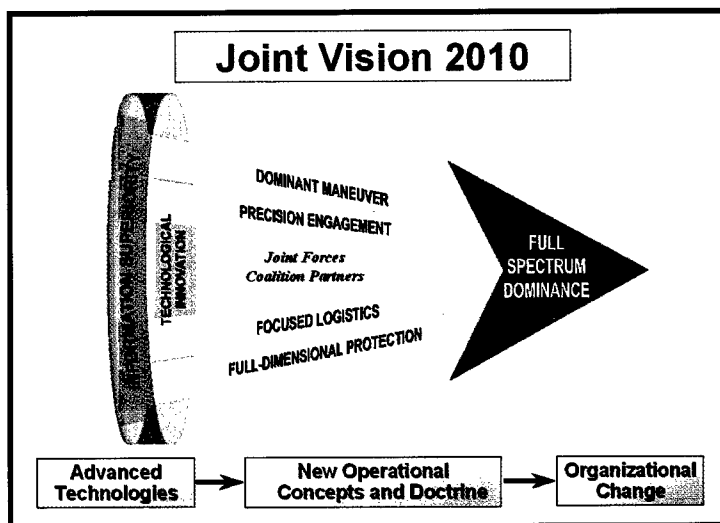 Joint Vision 2010
INFORMATION SUPERIORITY
TECHNOLOGICAL
INNOVATION
DOMINANT MANEUVER
PRECISION ENGAGEMENT
Joint Forces
Coalition Partners
FOCUSED LOGISTICS
FULL-DIMENSIONAL PROTECTION
FULL
SPECTRUM
DOMINANCE
Advanced
Technologies
New Operational
Concepts and Doctrine
Organizational
Change